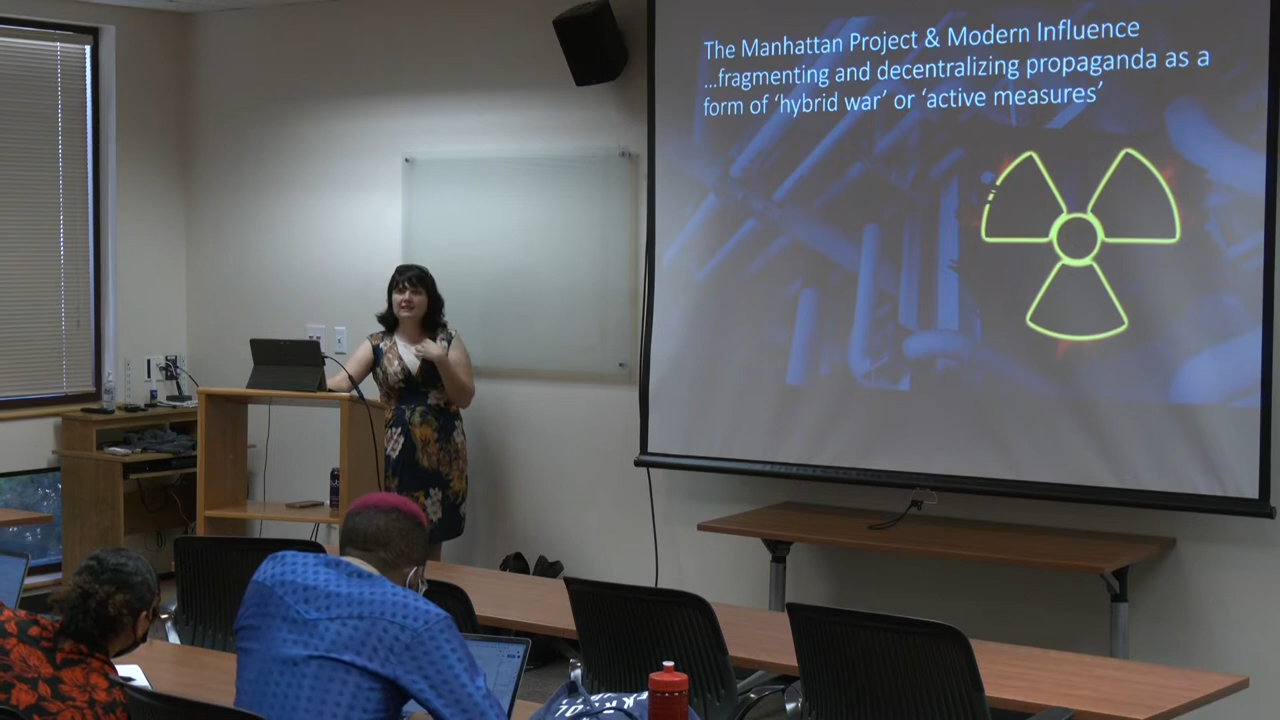 The Manhattan Project & Modern Influence
...fragmenting and decentralizing propaganda as a
form of ‘hybrid war’ or ‘active measures’